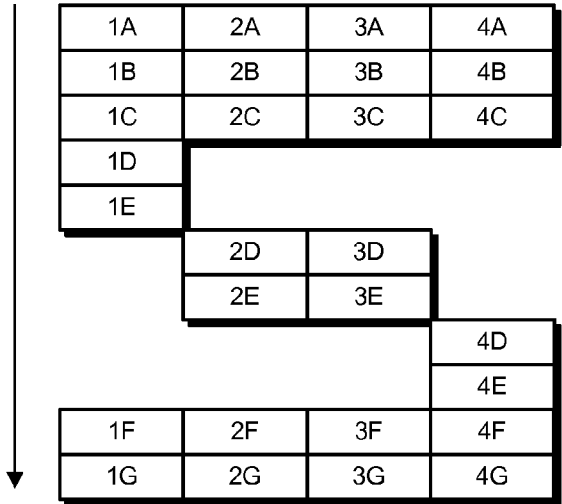 1A 2A 3A 4A
1B 2B 3B 4B
1C 2C 3C 4C
1D
1E
2D 3D
2E 3E
4D
4E
1F 2F 3F 4F
1G 2G 3G 4G